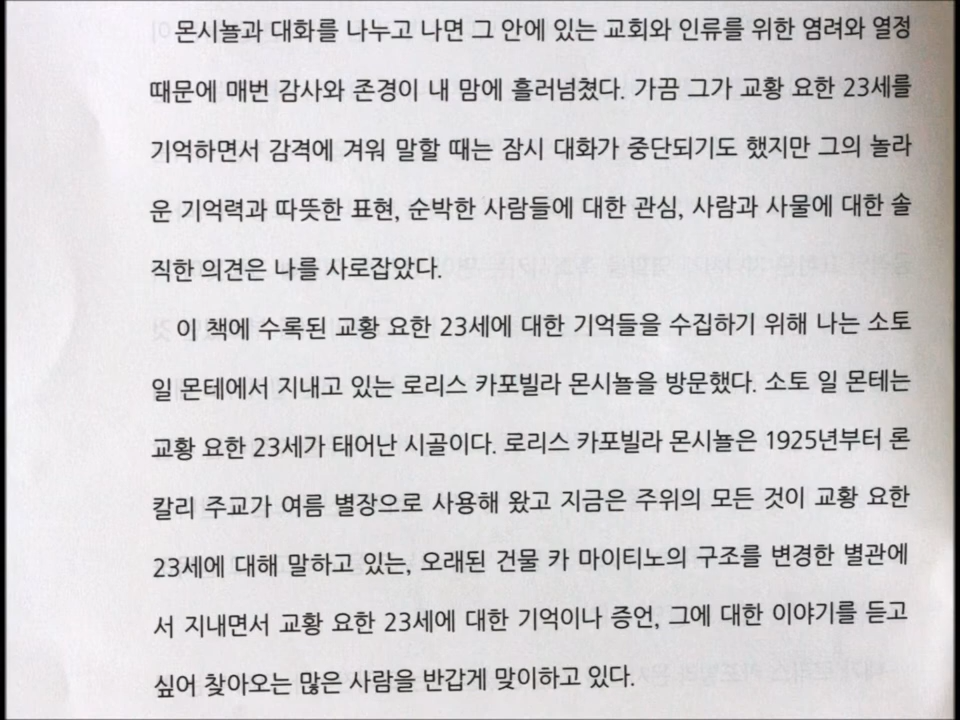 몬시뇰과 대화를 나누고 나면 그 안에 있는 교회와 인류를 위한 염려와 열정
때문에 매번 감사와 존경이 내 맘에 흘러넘쳤다. 가끔 그가 교황 요한 23세를
기억하면서 감격에 겨워 말할 때는 잠시 대화가 중단되기도 했지만 그의 놀라
운 기억력과 따뜻한 표현, 순박한 사람들에 대한 관심, 사람과 사물에 대한 솔
직한 의견은 나를 사로잡았다.
이 책에 수록된 교황 요한 23세에 대한 기억들을 수집하기 위해 나는 소토
일 몬테에서 지내고 있는 로리스 카포빌라 몬시뇰을 방문했다. 소토 일 몬테는
교황 요한 23세가 태어난 시골이다. 로리스 카포빌라 몬시뇰은 1925년부터 론
칼리 주교가 여름 별장으로 사용해 왔고 지금은 주위의 모든 것이 교황 요한
23세에 대해 말하고 있는, 오래된 건물 카 마이티노의 구조를 변경한 별관에
서 지내면서 교황 요한 23세에 대한 기억이나 증언, 그에 대한 이야기를 듣고
싶어 찾아오는 많은 사람을 반갑게 맞이하고 있다.